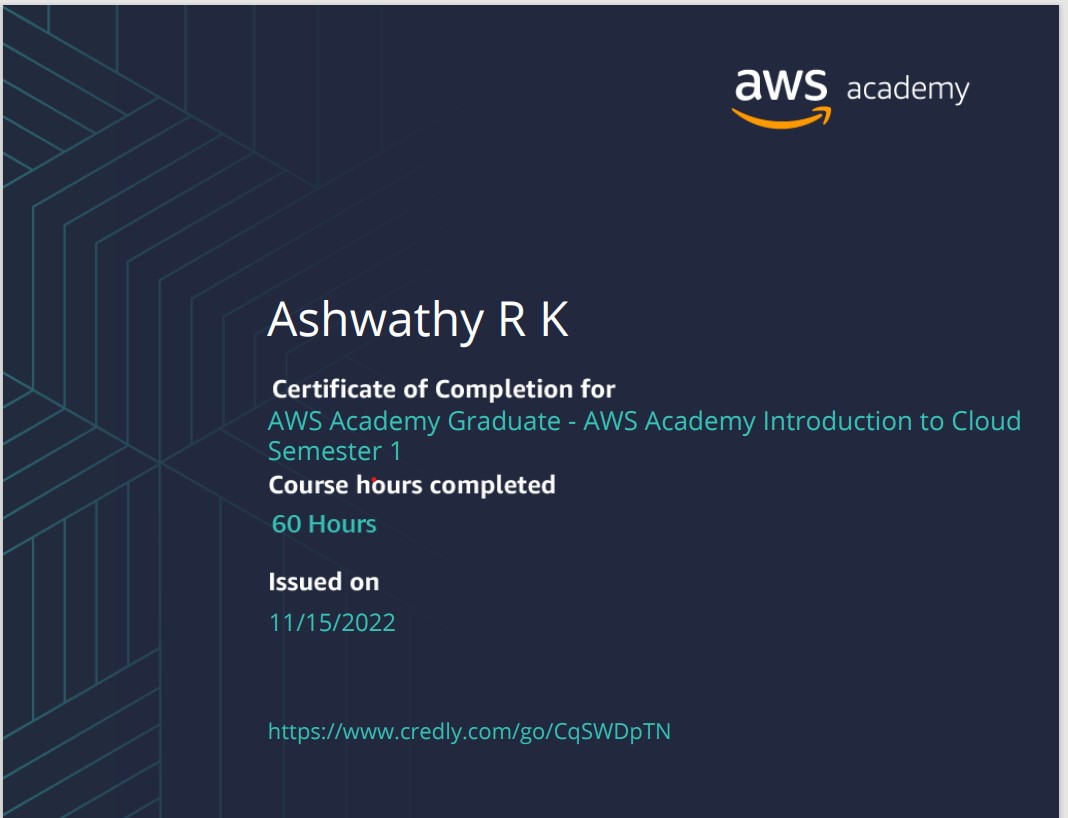 aws academy
Ashwathy R K
Certificate of Completion for
AWS Academy Graduate - AWS Academy Introduction to Cloud
Semester 1
Course hours completed
60 Hours
Issued on
11/15/2022
https://www.credly.com/go/CqSWDpTN